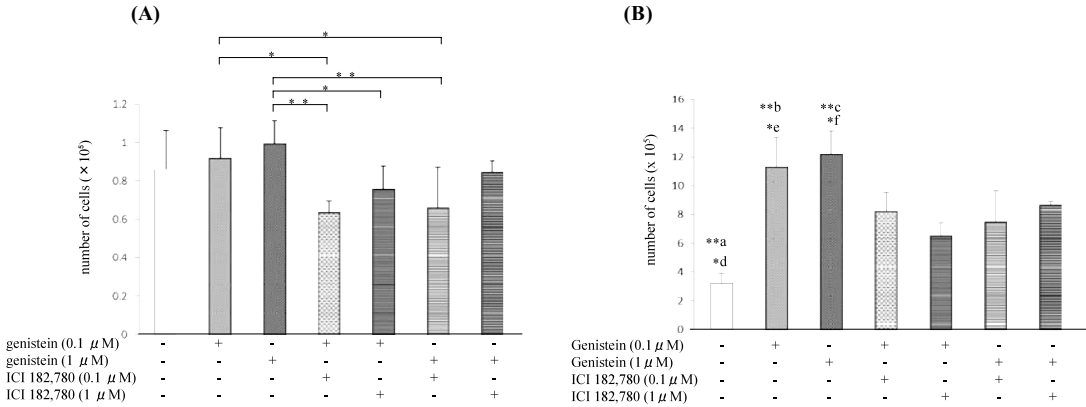 (A)
*
*
* *
*
* *
number of cells (×10⁵)
1.2
1
0.8
0.6
0.4
0.2
0
genistein (0.1 μM) - + - + + - -
genistein (1 μM) - - + - - + +
ICI 182,780 (0.1 μM) - - - + - + -
ICI 182,780 (1 μM) - - - - + - +
(B)
number of cells (x 10⁵)
16
14
12
10
8
6
4
2
0
**a
*d
**b
*e
**c
*f
Genistein (0.1 μM) - + - + + - -
Genistein (1 μM) - - + - - + +
ICI 182,780 (0.1 μM) - - - + - + -
ICI 182,780 (1 μM) - - - - + - +